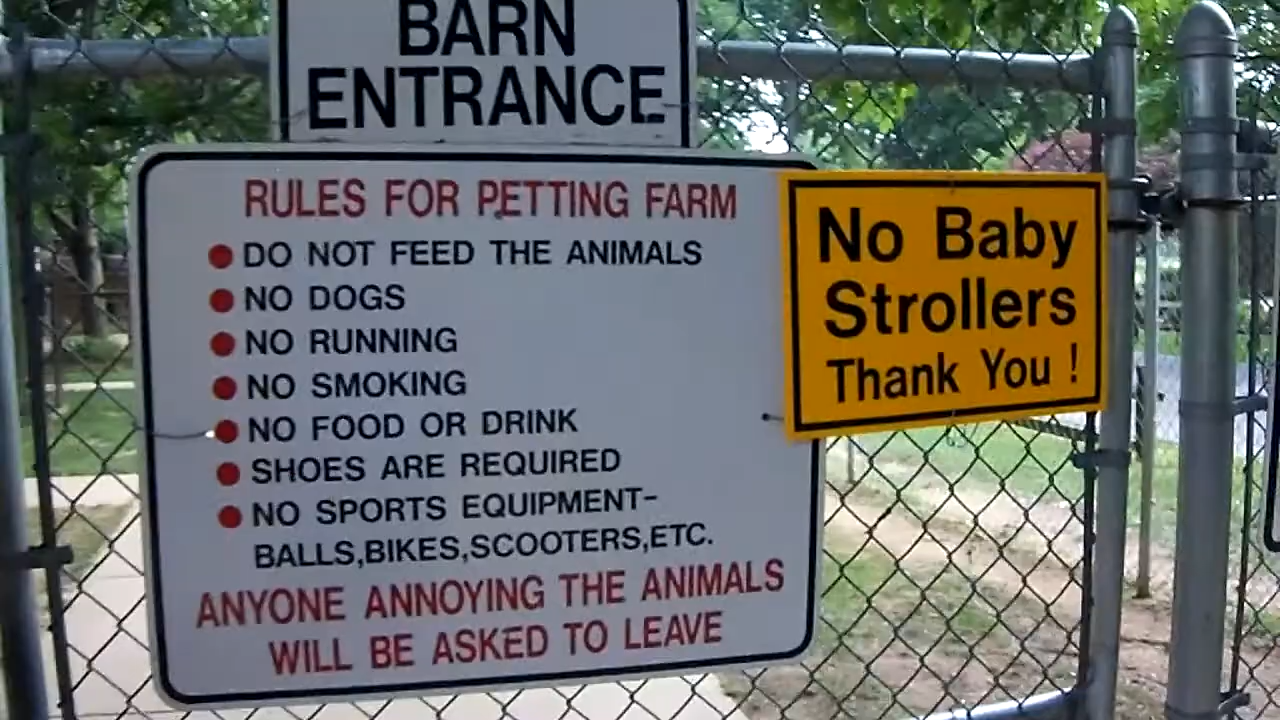 BARN
ENTRANCE
RULES FOR PETTING FARM
DO NOT FEED THE ANIMALS
NO DOGS
NO RUNNING
NO SMOKING
NO FOOD OR DRINK
SHOES ARE REQUIRED
NO SPORTS EQUIPMENT-
BALLS,BIKES,SCOOTERS,ETC.
ANYONE ANNOYING THE ANIMALS
WILL BE ASKED TO LEAVE
No Baby
Strollers
Thank You !